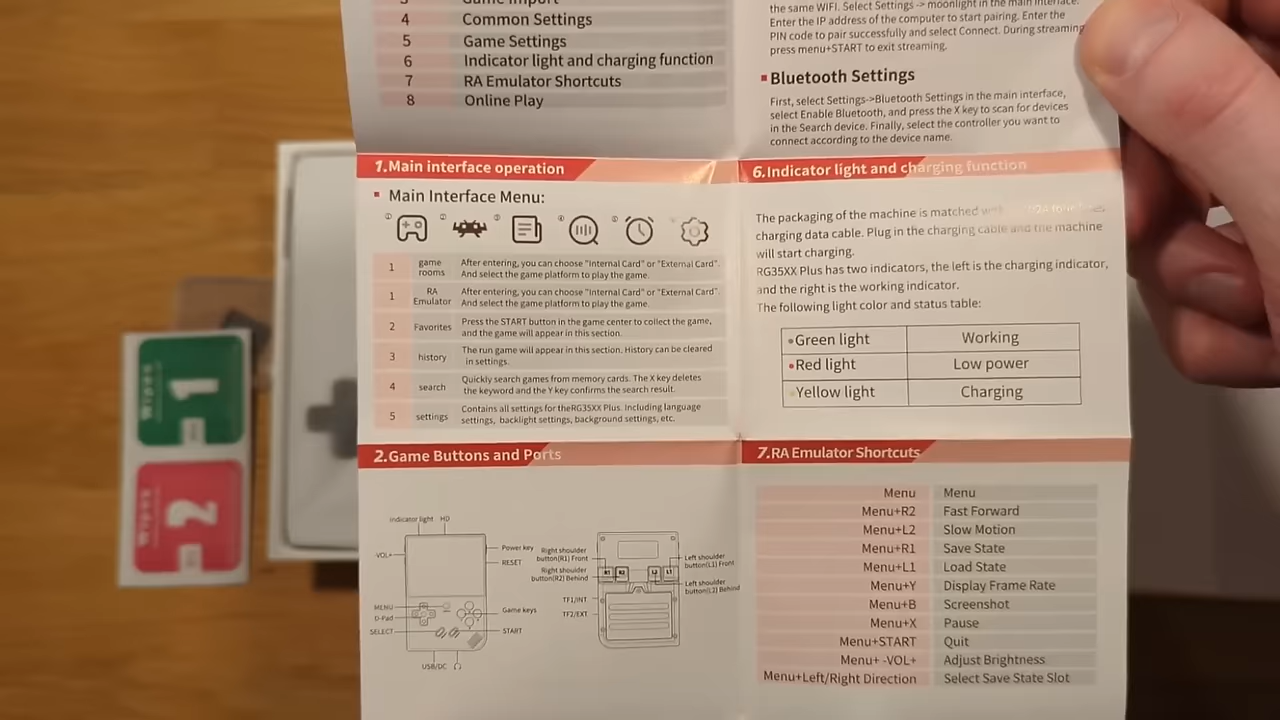 4 Common Settings
5 Game Settings
6 Indicator light and charging function
7 RA Emulator Shortcuts
8 Online Play
1.Main interface operation
Main Interface Menu:
1 game rooms After entering, you can choose "Internal Card" or "External Card".
And select the game platform to play the game.
1 RA Emulator After entering, you can choose "Internal Card" or "External Card".
And select the game platform to play the game.
2 Favorites Press the START button in the game center to collect the game,
and the game will appear in this section.
3 history The run game will appear in this section. History can be cleared
in settings.
4 search Quickly search games from memory cards. The X key deletes
the keyword and the Y key confirms the search result.
5 settings Contains all settings for theRG35XX Plus. Including language
settings, backlight settings, background settings, etc.
2.Game Buttons and Ports
Indicator light HD
VOL+
Power key
RESET
MENU
D-Pad
SELECT
Game keys
START
USB/DC
Right shoulder
button(R1) Front
Right shoulder
button(R2) Behind
TF1/INT
TF2/EXT
R1 R2 L2 L1
Left shoulder
button(L1) Front
Left shoulder
button(L2) Behind
the same WIFI. Select Settings -> moonlight in the main interface.
Enter the IP address of the computer to start pairing. Enter the
PIN code to pair successfully and select Connect. During streaming
press menu+START to exit streaming.
Bluetooth Settings
First, select Settings->Bluetooth Settings in the main interface,
select Enable Bluetooth, and press the X key to scan for devices
in the Search device. Finally, select the controller you want to
connect according to the device name.
6.Indicator light and charging function
The packaging of the machine is matched
charging data cable. Plug in the charging cable and the machine
will start charging.
RG35XX Plus has two indicators, the left is the charging indicator,
and the right is the working indicator.
The following light color and status table:
Green light Working
Red light Low power
Yellow light Charging
7.RA Emulator Shortcuts
Menu Menu
Menu+R2 Fast Forward
Menu+L2 Slow Motion
Menu+R1 Save State
Menu+L1 Load State
Menu+Y Display Frame Rate
Menu+B Screenshot
Menu+X Pause
Menu+START Quit
Menu+ -VOL+ Adjust Brightness
Menu+Left/Right Direction Select Save State Slot
Wipes
1
Wipes
2